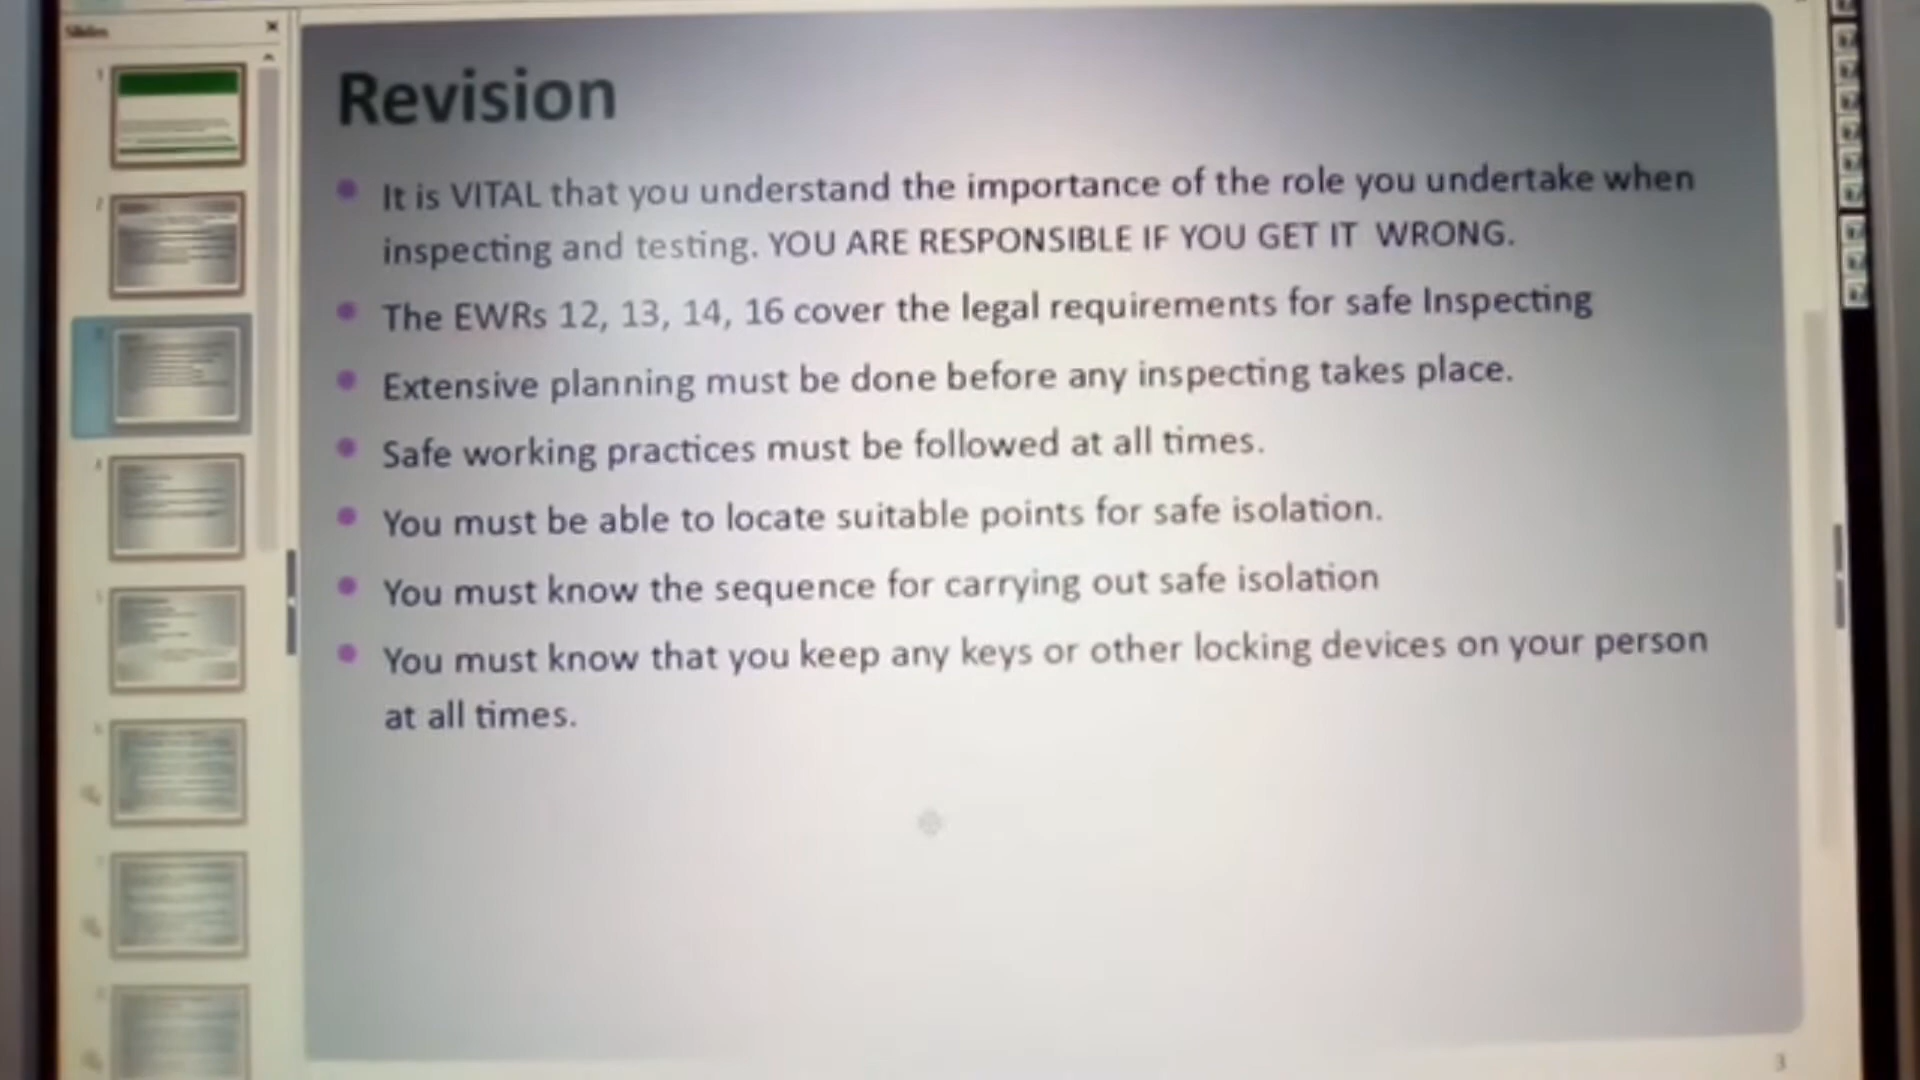 Slides
Revision
It is VITAL that you understand the importance of the role you undertake when
inspecting and testing. YOU ARE RESPONSIBLE IF YOU GET IT WRONG.
The EWRs 12, 13, 14, 16 cover the legal requirements for safe Inspecting
Extensive planning must be done before any inspecting takes place.
Safe working practices must be followed at all times.
You must be able to locate suitable points for safe isolation.
You must know the sequence for carrying out safe isolation
You must know that you keep any keys or other locking devices on your person
at all times.
3